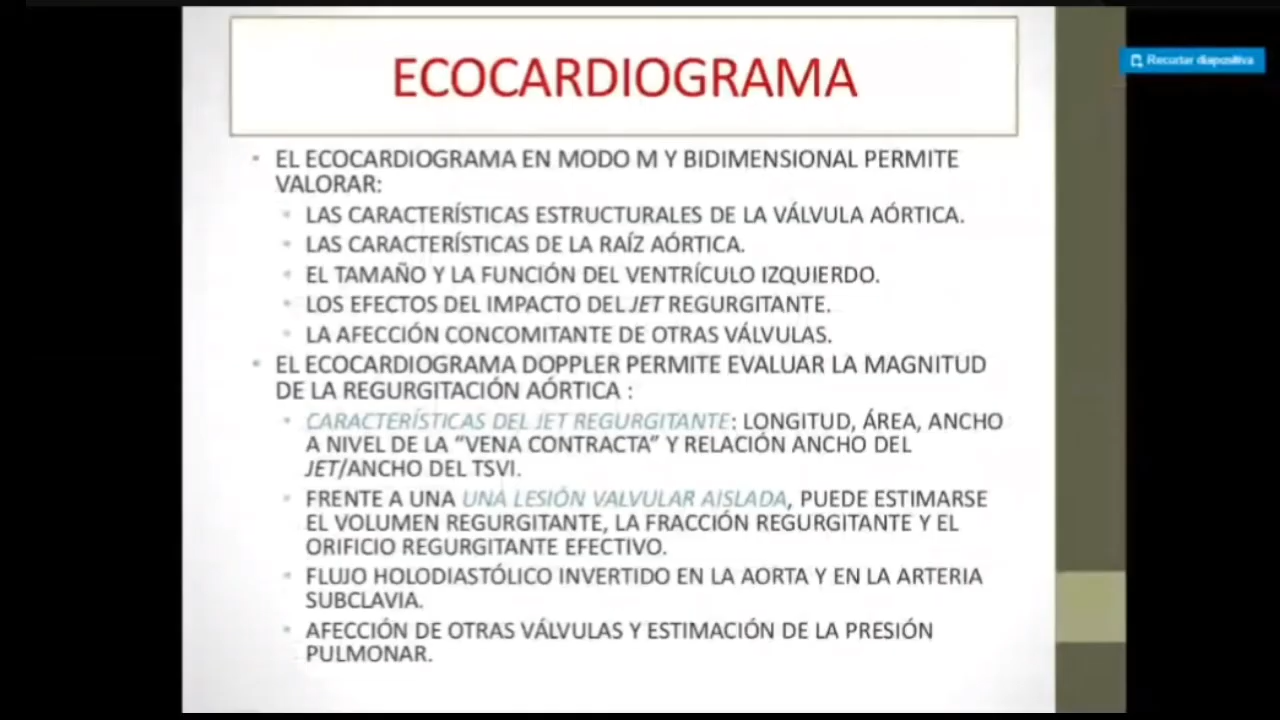 ECOCARDIOGRAMA
Recurtar diapositiva
• EL ECOCARDIOGRAMA EN MODO M Y BIDIMENSIONAL PERMITE
VALORAR:
• LAS CARACTERÍSTICAS ESTRUCTURALES DE LA VÁLVULA AÓRTICA.
• LAS CARACTERÍSTICAS DE LA RAÍZ AÓRTICA.
• EL TAMAÑO Y LA FUNCIÓN DEL VENTRÍCULO IZQUIERDO.
• LOS EFECTOS DEL IMPACTO DEL JET REGURGITANTE.
• LA AFECCIÓN CONCOMITANTE DE OTRAS VÁLVULAS.
• EL ECOCARDIOGRAMA DOPPLER PERMITE EVALUAR LA MAGNITUD
DE LA REGURGITACIÓN AÓRTICA :
• CARACTERÍSTICAS DEL JET REGURGITANTE: LONGITUD, ÁREA, ANCHO
A NIVEL DE LA “VENA CONTRACTA” Y RELACIÓN ANCHO DEL
JET/ANCHO DEL TSVI.
• FRENTE A UNA UNA LESIÓN VALVULAR AISLADA, PUEDE ESTIMARSE
EL VOLUMEN REGURGITANTE, LA FRACCIÓN REGURGITANTE Y EL
ORIFICIO REGURGITANTE EFECTIVO.
• FLUJO HOLODIASTÓLICO INVERTIDO EN LA AORTA Y EN LA ARTERIA
SUBCLAVIA.
• AFECCIÓN DE OTRAS VÁLVULAS Y ESTIMACIÓN DE LA PRESIÓN
PULMONAR.